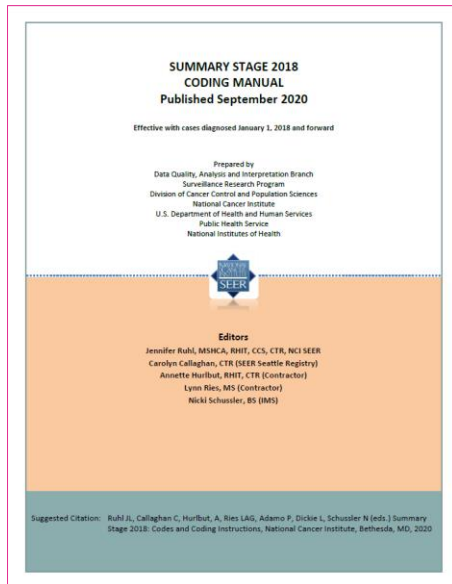 SUMMARY STAGE 2018
CODING MANUAL
Published September 2020
Effective with cases diagnosed January 1, 2018 and forward
Prepared by
Data Quality, Analysis and Interpretation Branch
Surveillance Research Program
Division of Cancer Control and Population Sciences
National Cancer Institute
U.S. Department of Health and Human Services
Public Health Service
National Institutes of Health
NATIONAL
CANCER
INSTITUTE
SEER
Editors
Jennifer Ruhl, MSHCA, RHIT, CCS, CTR, NCI SEER
Carolyn Callaghan, CTR (SEER Seattle Registry)
Annette Hurlbut, RHIT, CTR (Contractor)
Lynn Ries, MS (Contractor)
Nicki Schussler, BS (IMS)
Suggested Citation: Ruhl JL, Callaghan C, Hurlbut, A, Ries LAG, Adamo P, Dickie L, Schussler N (eds.) Summary
Stage 2018: Codes and Coding Instructions, National Cancer Institute, Bethesda, MD, 2020